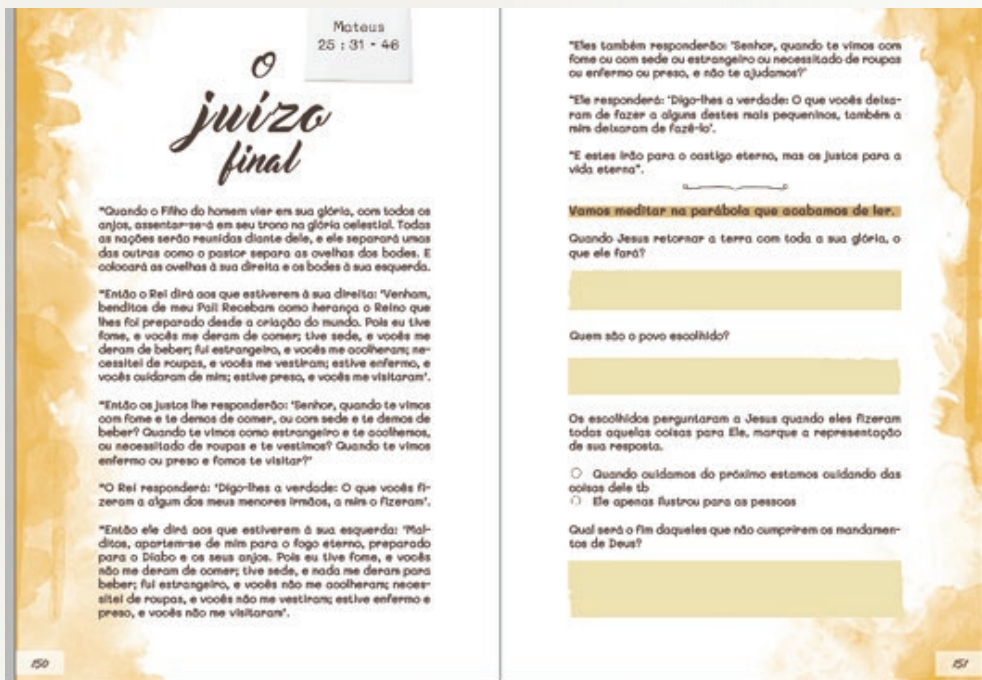 Mateus
25 : 31 - 46
O
juízo
final
"Quando o Filho do homem vier em sua glória, com todos os
anjos, assentar-se-á em seu trono na glória celestial. Todas
as nações serão reunidas diante dele, e ele separará umas
das outras como o pastor separa as ovelhas dos bodes. E
colocará as ovelhas à sua direita e os bodes à sua esquerda.
"Então o Rei dirá aos que estiverem à sua direita: 'Venham,
benditos de meu Pai! Recebam como herança o Reino que
lhes foi preparado desde a criação do mundo. Pois eu tive
fome, e vocês me deram de comer; tive sede, e vocês me
deram de beber; fui estrangeiro, e vocês me acolheram; ne-
cessitei de roupas, e vocês me vestiram; estive enfermo, e
vocês cuidaram de mim; estive preso, e vocês me visitaram'.
"Então os justos lhe responderão: 'Senhor, quando te vimos
com fome e te demos de comer, ou com sede e te demos de
beber? Quando te vimos como estrangeiro e te acolhemos,
ou necessitado de roupas e te vestimos? Quando te vimos
enfermo ou preso e fomos te visitar?'
"O Rei responderá: 'Digo-lhes a verdade: O que vocês fi-
zeram a algum dos meus menores irmãos, a mim o fizeram'.
"Então ele dirá aos que estiverem à sua esquerda: 'Mal-
ditos, apartem-se de mim para o fogo eterno, preparado
para o Diabo e os seus anjos. Pois eu tive fome, e vocês
não me deram de comer; tive sede, e nada me deram para
beber; fui estrangeiro, e vocês não me acolheram; neces-
sitei de roupas, e vocês não me vestiram; estive enfermo e
preso, e vocês não me visitaram'.
150
"Eles também responderão: 'Senhor, quando te vimos com
fome ou com sede ou estrangeiro ou necessitado de roupas
ou enfermo ou preso, e não te ajudamos?'
"Ele responderá: 'Digo-lhes a verdade: O que vocês deixa-
ram de fazer a alguns destes mais pequeninos, também a
mim deixaram de fazê-lo'.
"E estes irão para o castigo eterno, mas os justos para a
vida eterna".
Vamos meditar na parábola que acabamos de ler.
Quando Jesus retornar a terra com toda a sua glória, o
que ele fará?
Quem são o povo escolhido?
Os escolhidos perguntaram a Jesus quando eles fizeram
todas aquelas coisas para Ele, marque a representação
de sua resposta.
Quando cuidamos do próximo estamos cuidando das
coisas dele tb
Ele apenas ilustrou para as pessoas
Qual será o fim daqueles que não cumprirem os mandamen-
tos de Deus?
151